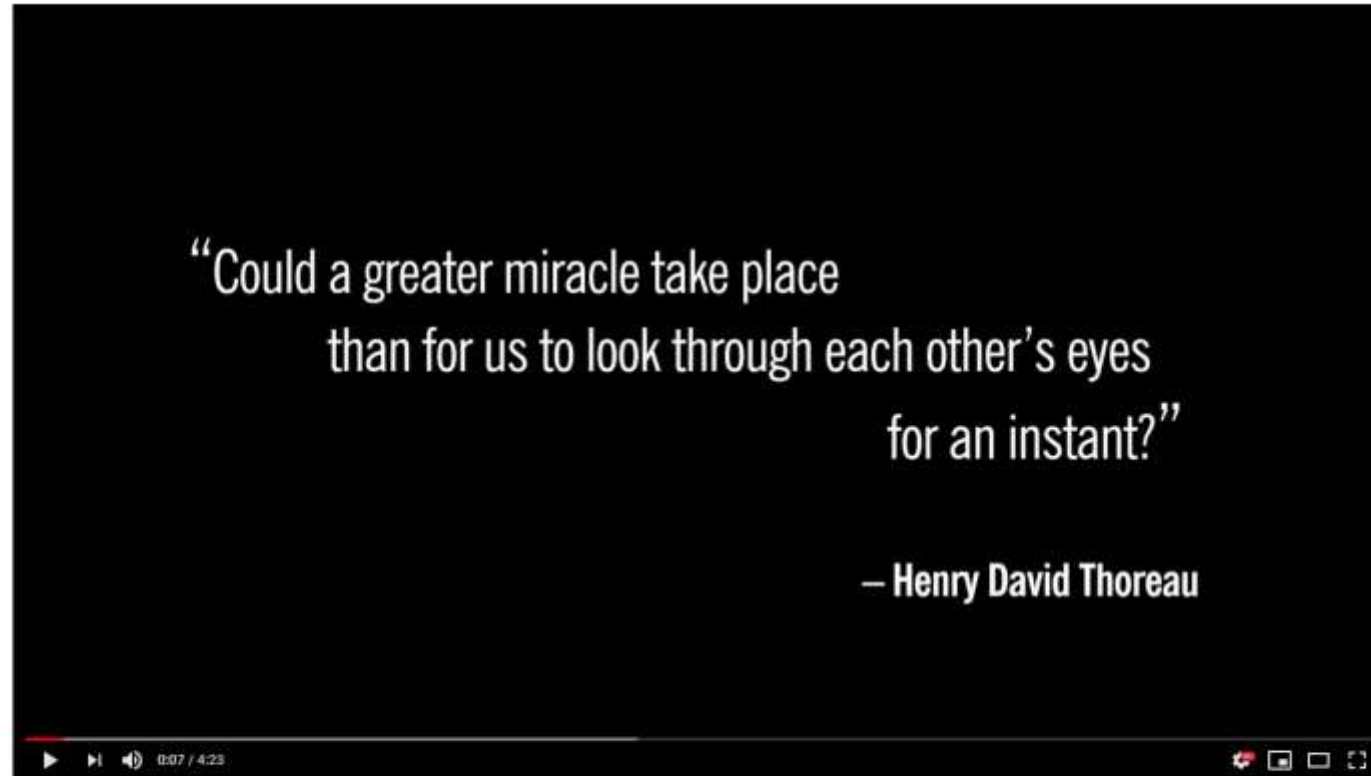 “Could a greater miracle take place
than for us to look through each other’s eyes
for an instant?”
– Henry David Thoreau
0:07 / 4:23